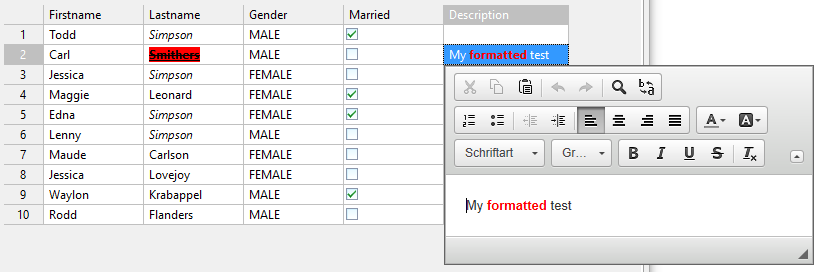 Firstname Lastname Gender Married Description
1 Todd Simpson MALE
2 Carl Smithers MALE My formatted test
3 Jessica Simpson FEMALE
4 Maggie Leonard FEMALE
5 Edna Simpson FEMALE
6 Lenny Simpson MALE
7 Maude Carlson FEMALE
8 Jessica Lovejoy FEMALE
9 Waylon Krabappel MALE
10 Rodd Flanders MALE
A A
Schriftart Gr... B I U S Tx
My formatted test